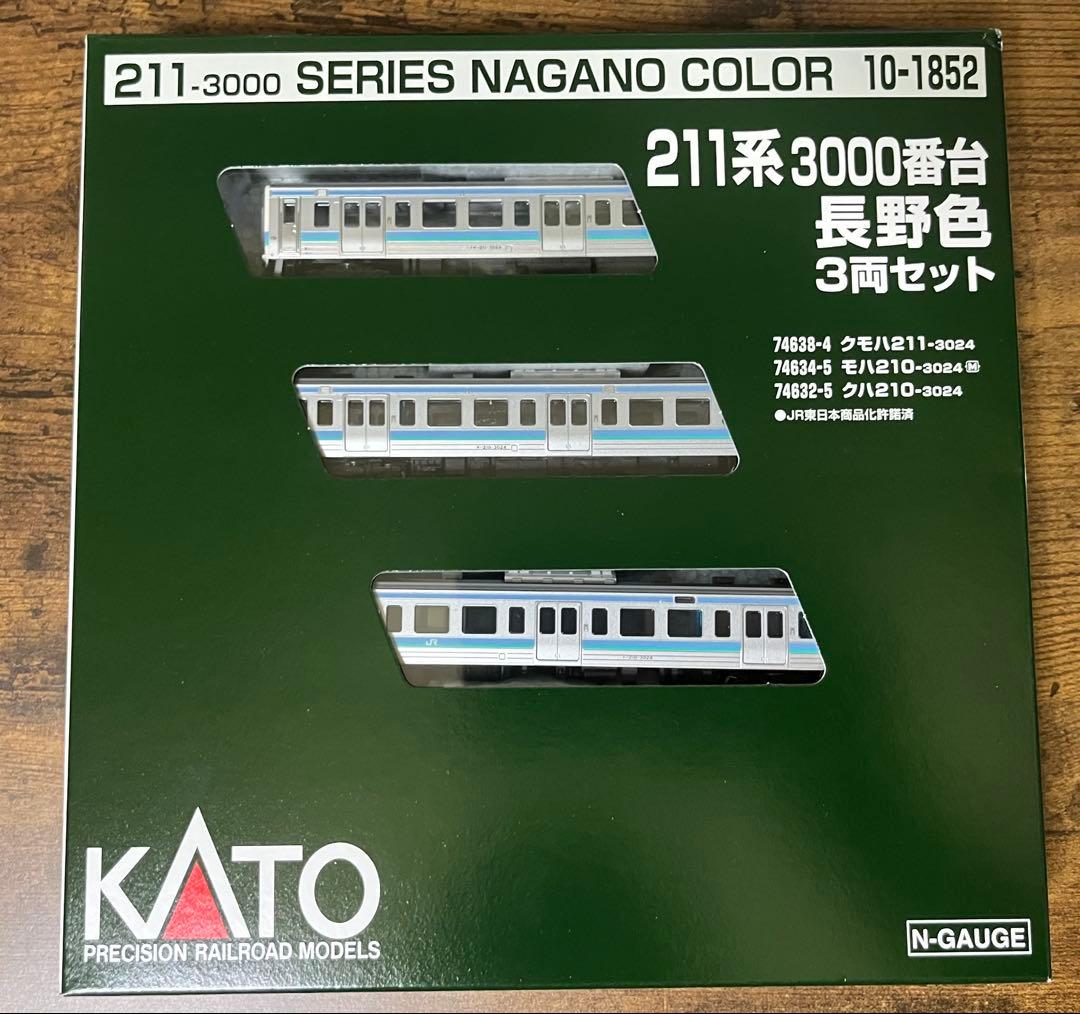 211-3000 SERIES NAGANO COLOR 10-1852
211系3000番台
長野色
3両セット
74638-4 クモハ211-3024
74634-5 モハ210-3024Ⓜ
74632-5 クハ210-3024
●JR東日本商品化許諾済
JR
KATO
PRECISION RAILROAD MODELS
N-GAUGE